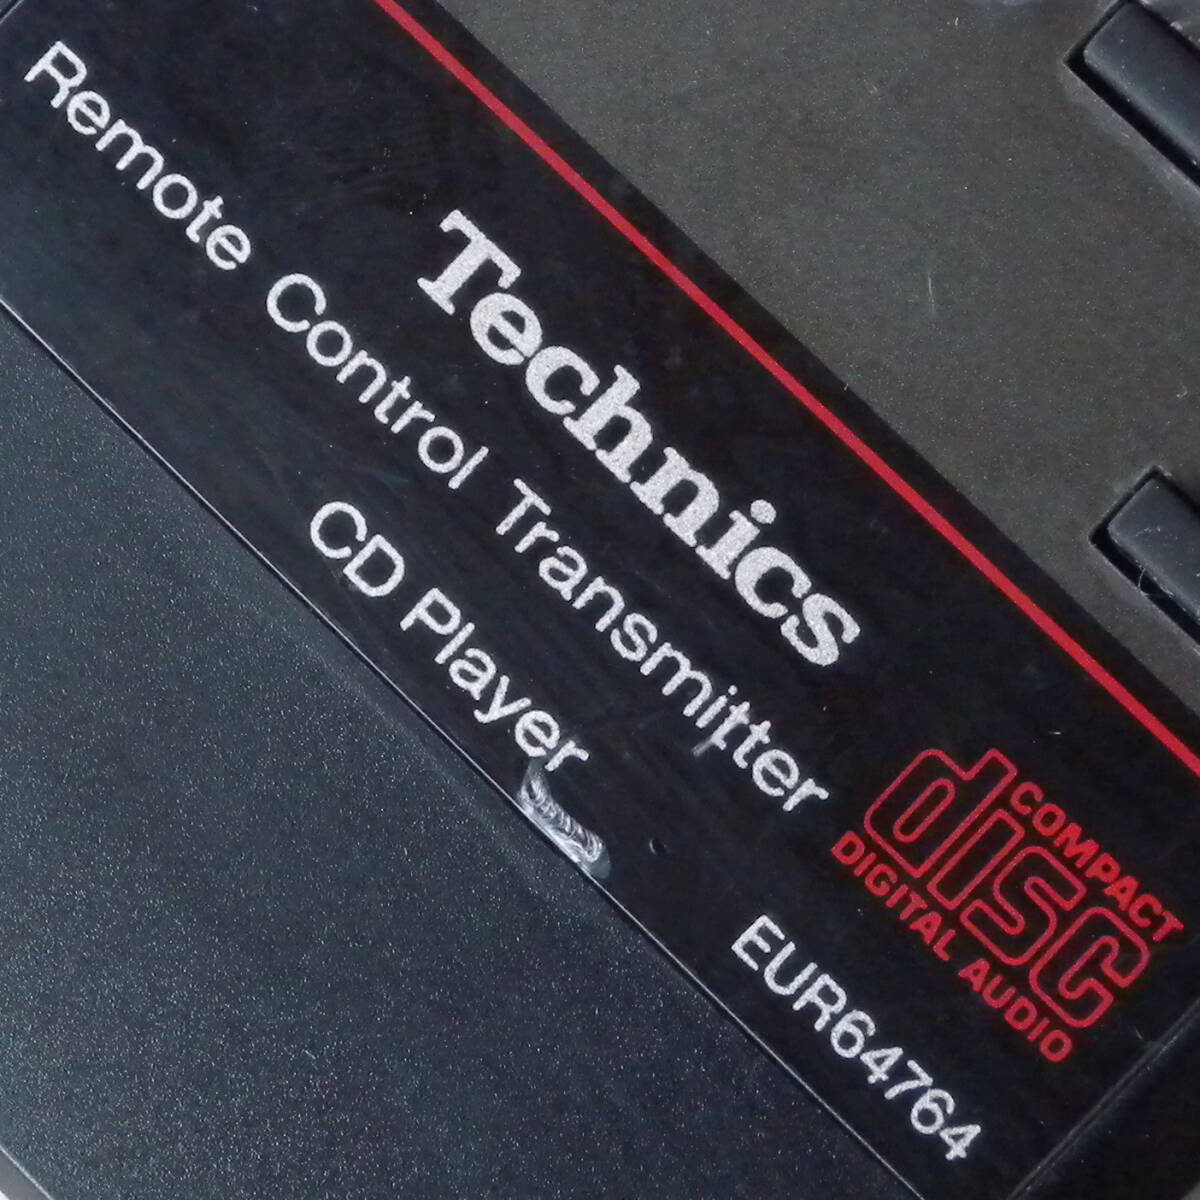 Technics
Remote Control Transmitter
CD Player
COMPACT
disc
DIGITAL AUDIO
EUR64764